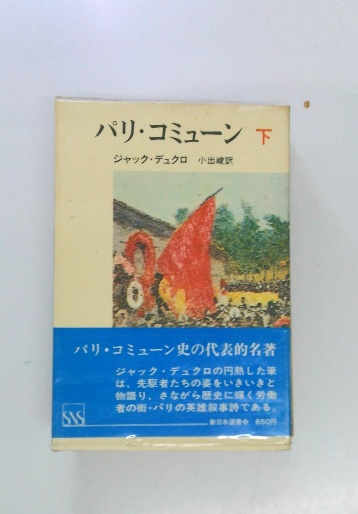 パリ・コミューン 下
ジャック・デュクロ 小出峻訳
パリ・コミューン史の代表的名著
ジャック・デュクロの円熟した筆
は、先駆者たちの姿をいきいきと
物語り、さながら歴史に輝く労働
者の街・パリの英雄叙事詩である。
SNS
新日本選書 650円